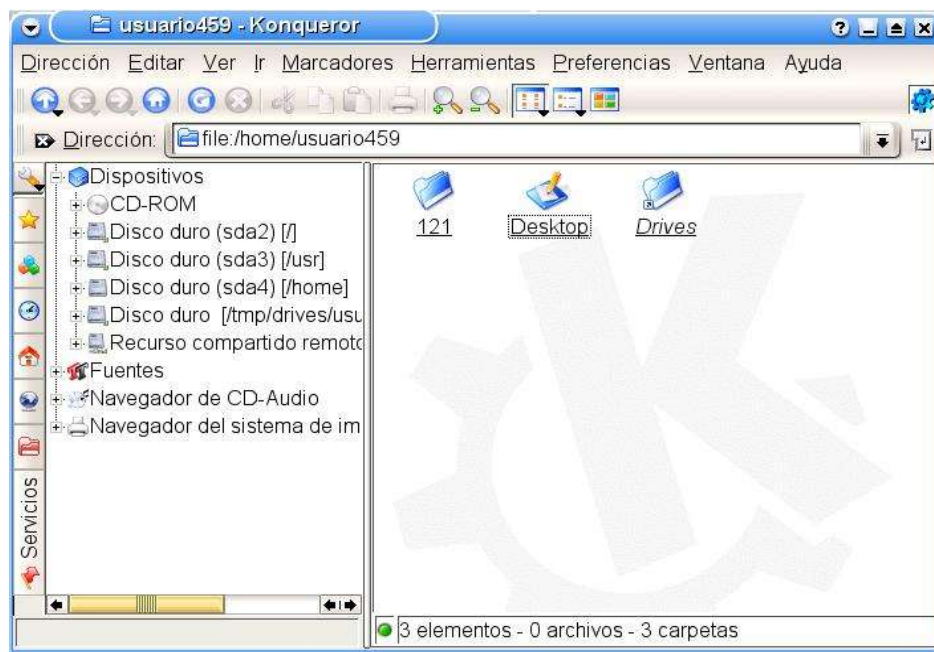 usuario459 - Konqueror
Dirección Editar Ver Ir Marcadores Herramientas Preferencias Ventana Ayuda
Dirección: file:/home/usuario459
Dispositivos
CD-ROM
Disco duro (sda2) [/]
Disco duro (sda3) [/usr]
Disco duro (sda4) [/home]
Disco duro [/tmp/drives/usu
Recurso compartido remoto
Fuentes
Navegador de CD-Audio
Navegador del sistema de im
Servicios
121 Desktop Drives
3 elementos - 0 archivos - 3 carpetas